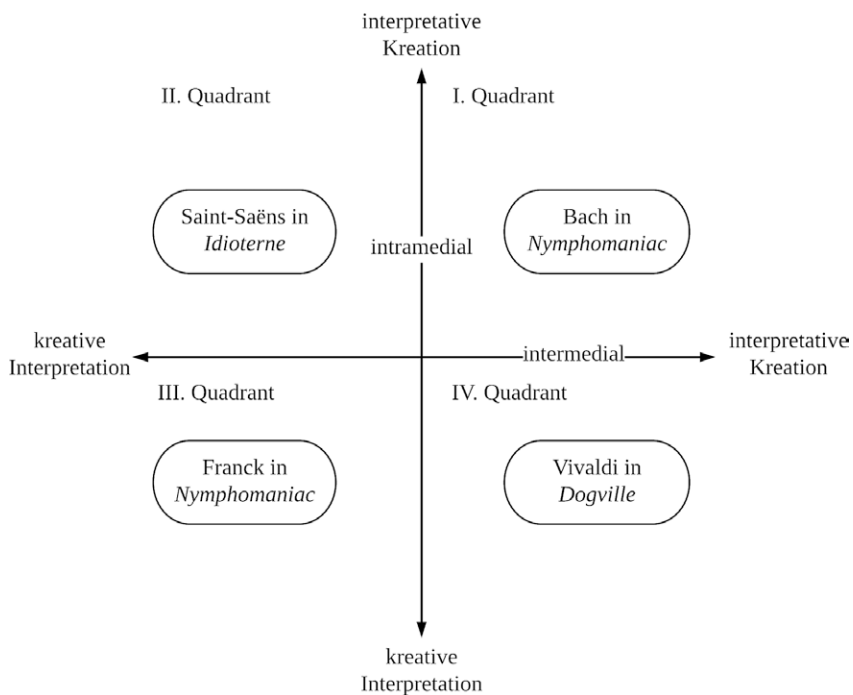 interpretative
Kreation
II. Quadrant
I. Quadrant
Saint-Saëns in
Idioterne
Bach in
Nymphomaniac
intramedial
kreative
Interpretation
intermedial
interpretative
Kreation
III. Quadrant
IV. Quadrant
Franck in
Nymphomaniac
Vivaldi in
Dogville
kreative
Interpretation